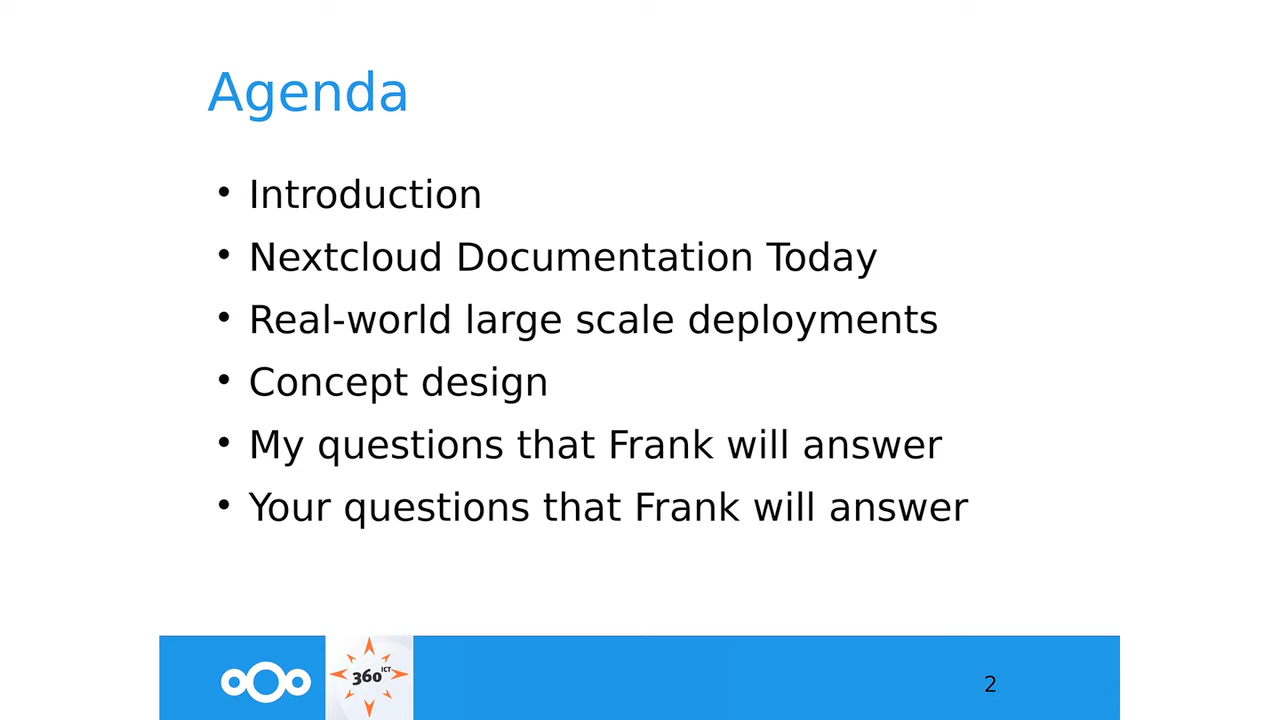 Agenda
• Introduction
• Nextcloud Documentation Today
• Real-world large scale deployments
• Concept design
• My questions that Frank will answer
• Your questions that Frank will answer
360 ICT
2